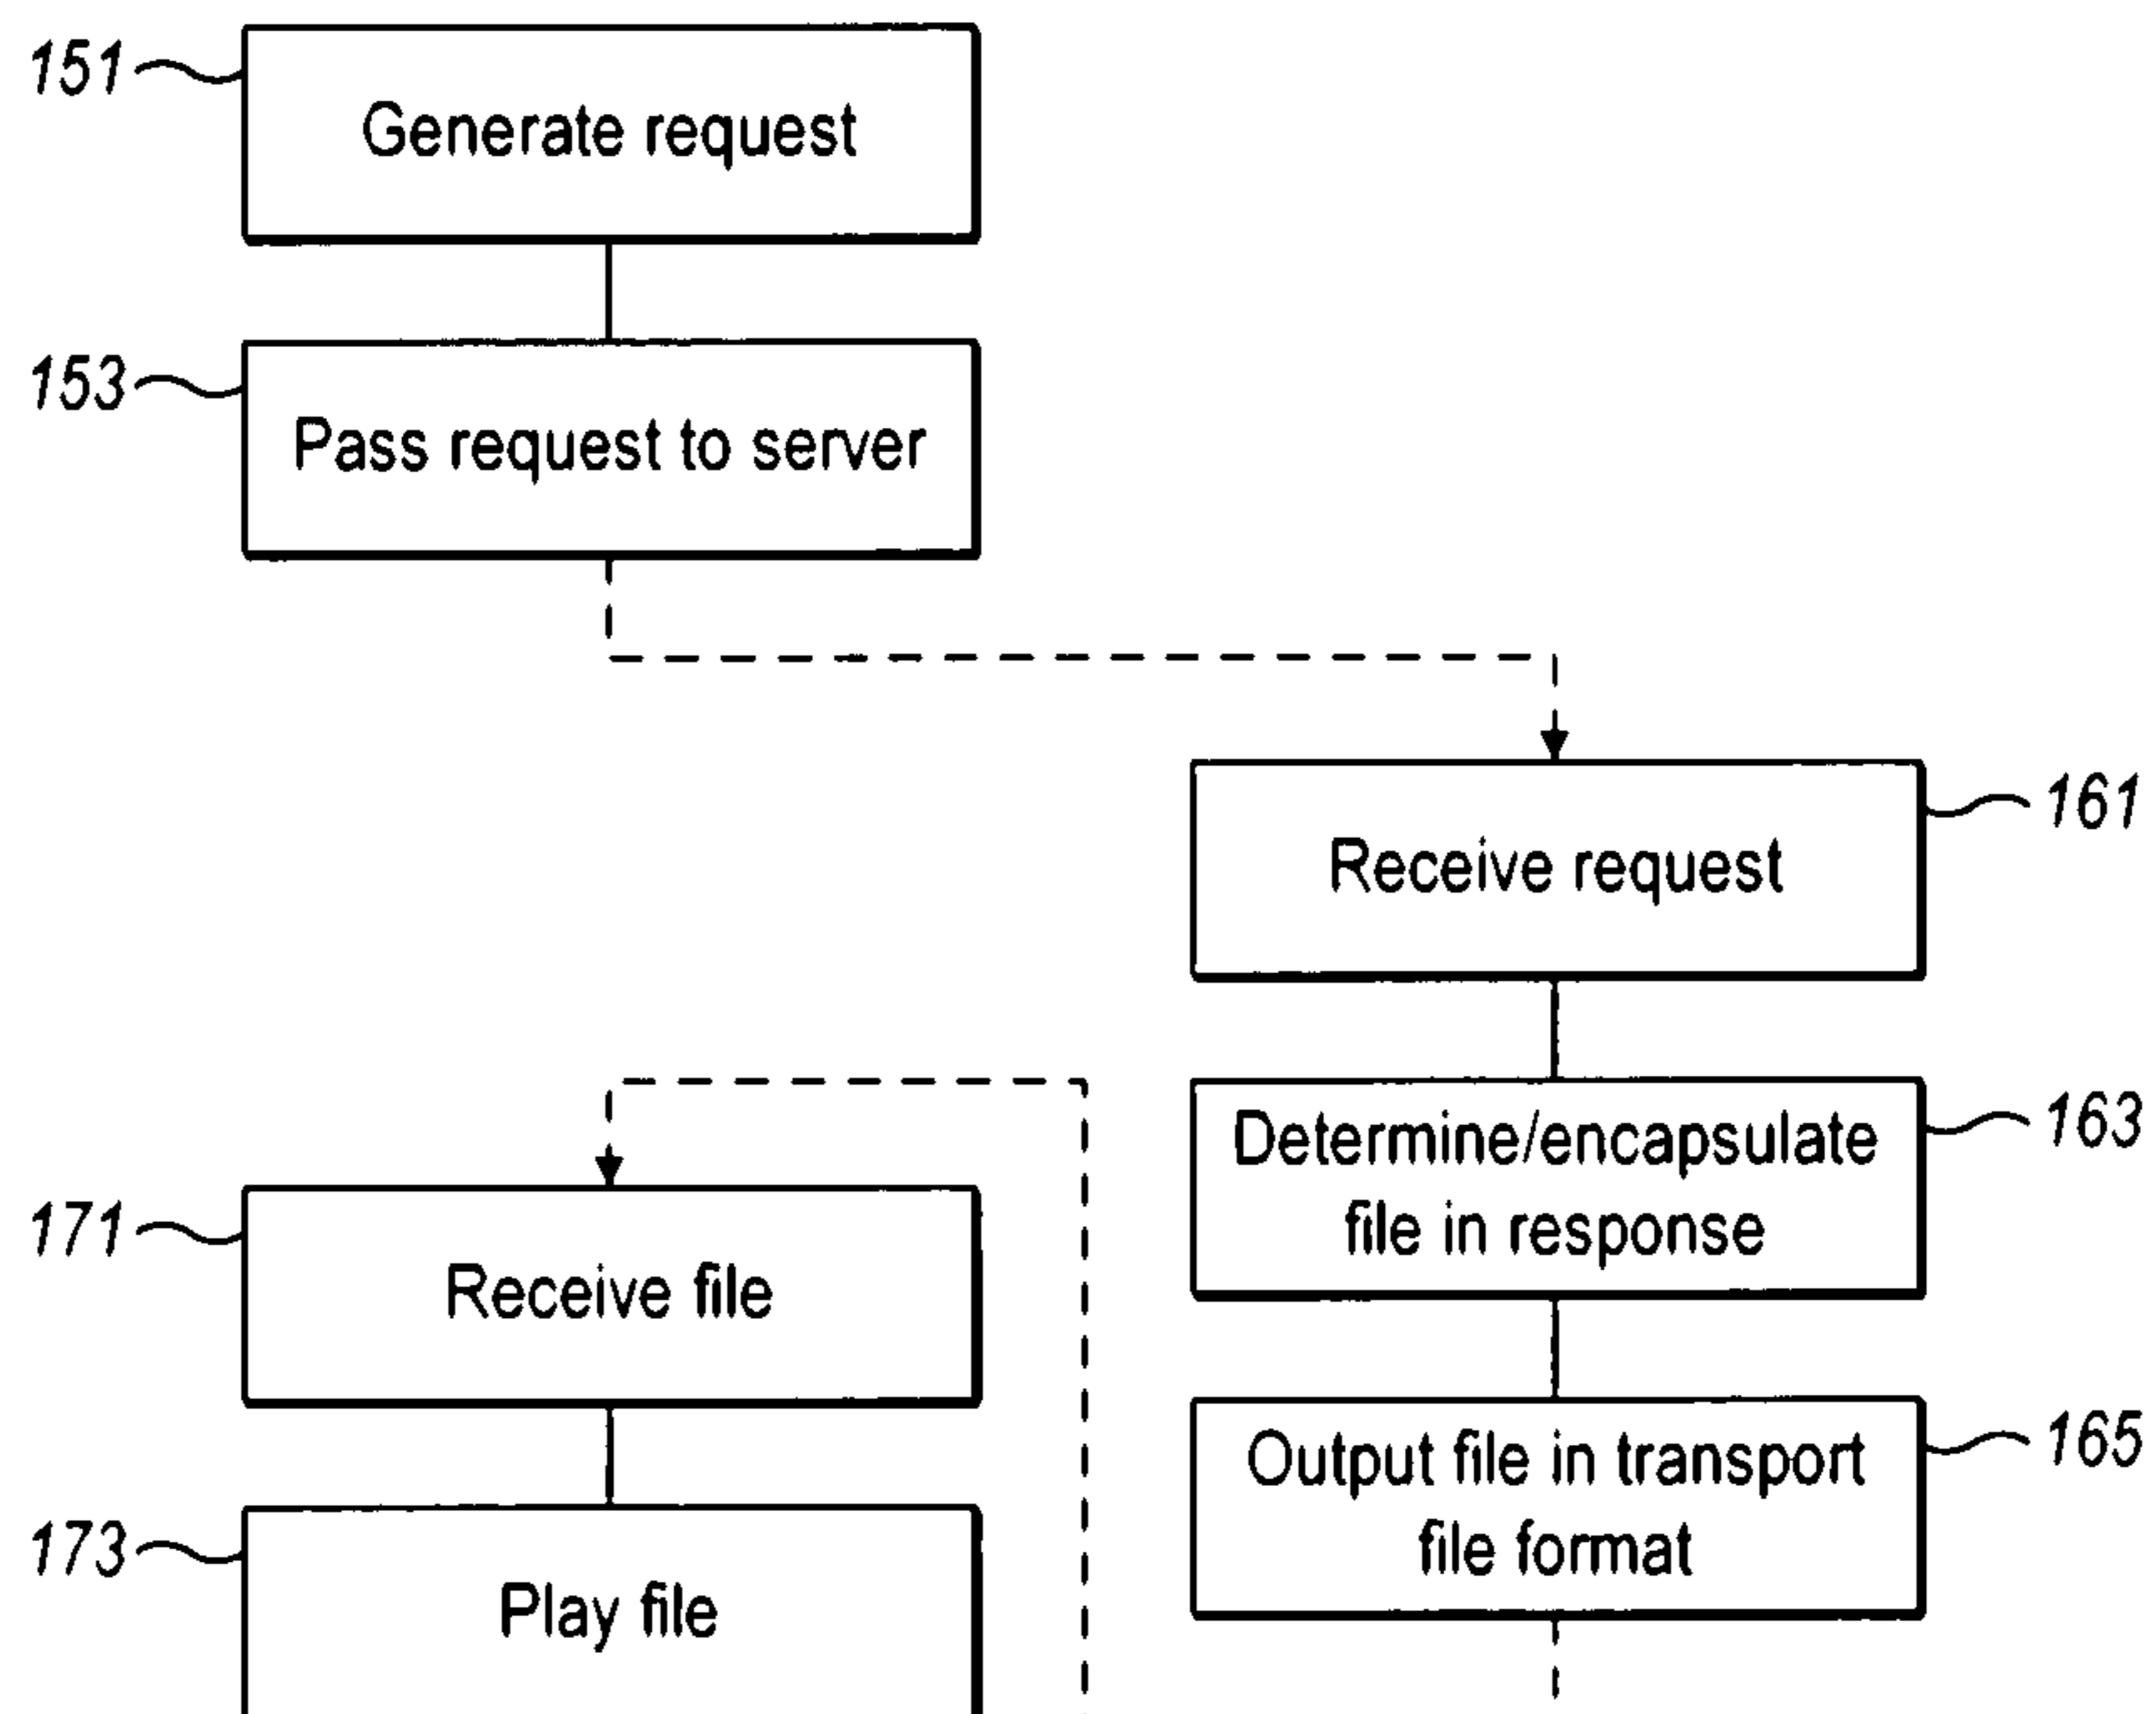 151
Generate request
153
Pass request to server
161
Receive request
163
Determine/encapsulate
file in response
171
Receive file
165
Output file in transport
file format
173
Play file